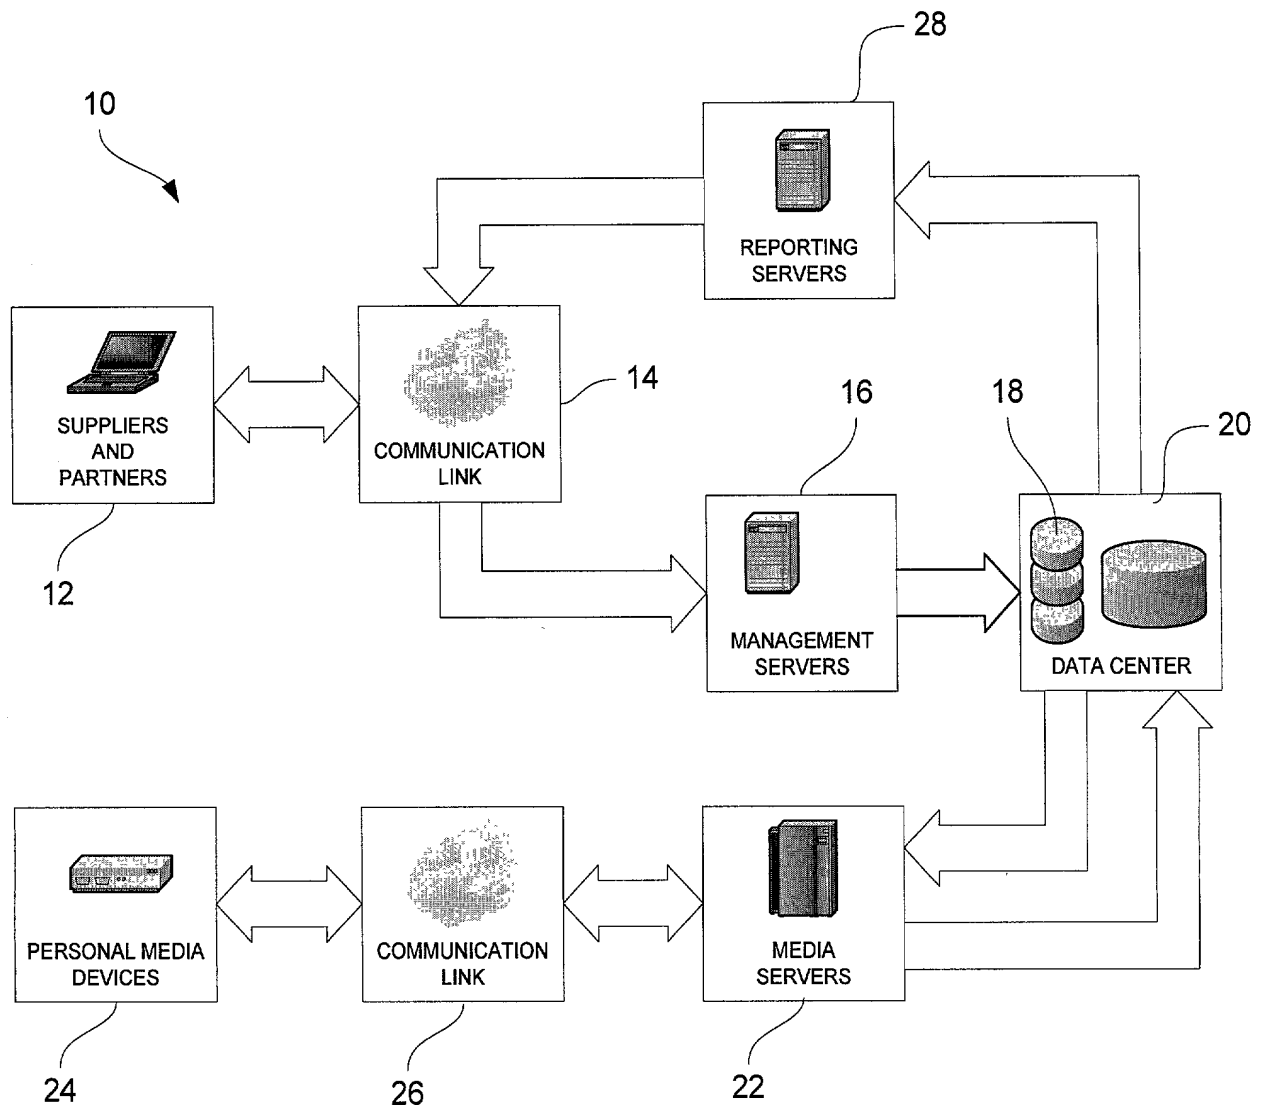 28
10
REPORTING
SERVERS
14
16
18
20
SUPPLIERS
AND
PARTNERS
COMMUNICATION
LINK
12
MANAGEMENT
SERVERS
DATA CENTER
PERSONAL MEDIA
DEVICES
COMMUNICATION
LINK
MEDIA
SERVERS
24
26
22